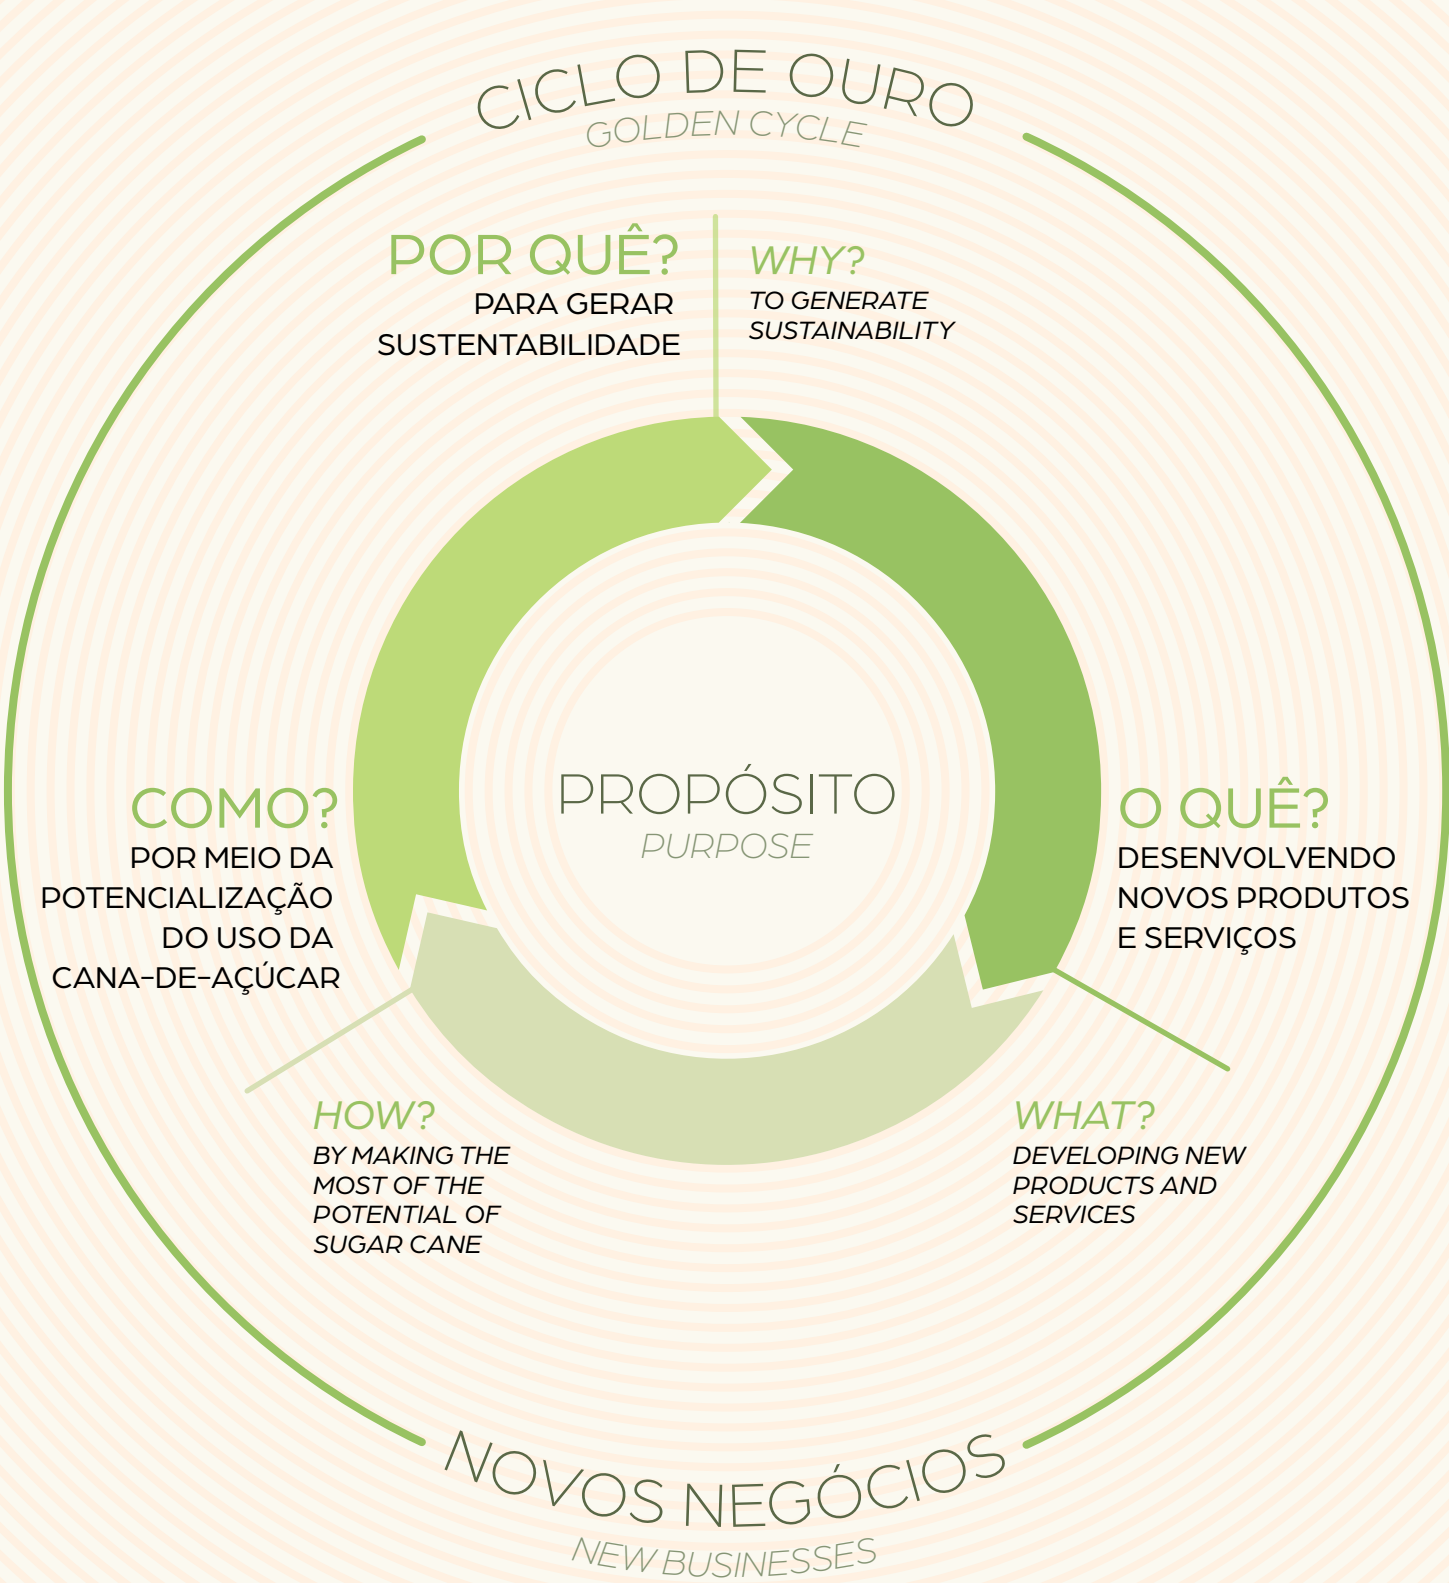 CICLO DE OURO
GOLDEN CYCLE
POR QUÊ?
PARA GERAR
SUSTENTABILIDADE
WHY?
TO GENERATE
SUSTAINABILITY
PROPÓSITO
PURPOSE
COMO?
POR MEIO DA
POTENCIALIZAÇÃO
DO USO DA
CANA-DE-AÇÚCAR
O QUÊ?
DESENVOLVENDO
NOVOS PRODUTOS
E SERVIÇOS
HOW?
BY MAKING THE
MOST OF THE
POTENTIAL OF
SUGAR CANE
WHAT?
DEVELOPING NEW
PRODUCTS AND
SERVICES
NOVOS NEGÓCIOS
NEW BUSINESSES